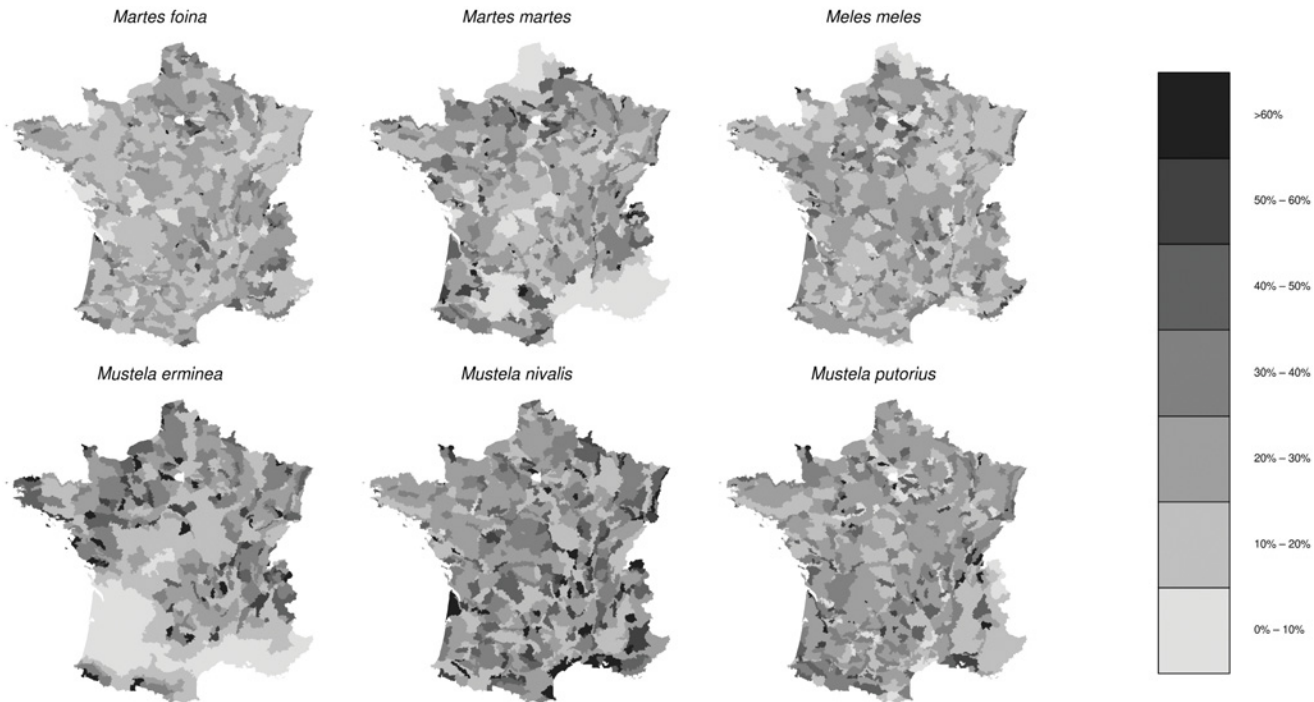 Martes foina
Martes martes
Meles meles
>60%
50% – 60%
40% – 50%
30% – 40%
20% – 30%
10% – 20%
0% – 10%
Mustela erminea
Mustela nivalis
Mustela putorius